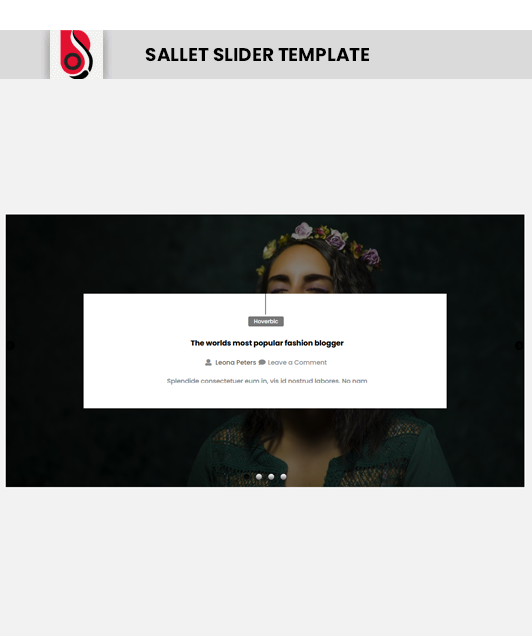 SALLET SLIDER TEMPLATE
Hoverbic
The worlds most popular fashion blogger
Leona Peters Leave a Comment
Splendide consectetuer eum in, vis id nostrud labores. No nam